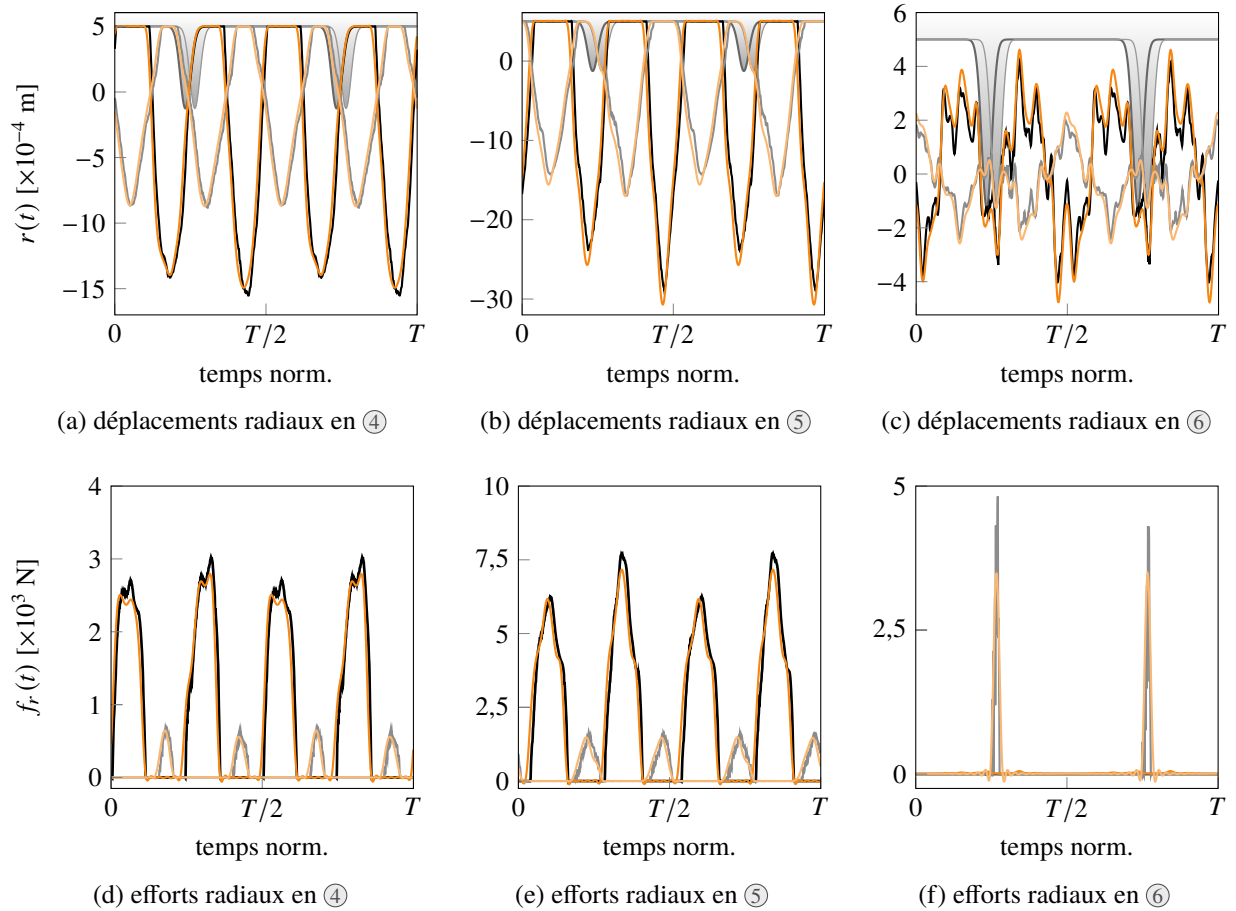 5
0
−5
−10
−15
r(t) [×10⁻⁴ m]
0
T/2
T
temps norm.
(a) déplacements radiaux en ④
0
−10
−20
−30
0
T/2
T
temps norm.
(b) déplacements radiaux en ⑤
6
4
2
0
−2
−4
0
T/2
T
temps norm.
(c) déplacements radiaux en ⑥
4
3
2
1
0
f_r(t) [×10³ N]
0
T/2
T
temps norm.
(d) efforts radiaux en ④
10
7,5
5
2,5
0
0
T/2
T
temps norm.
(e) efforts radiaux en ⑤
5
2,5
0
0
T/2
T
temps norm.
(f) efforts radiaux en ⑥